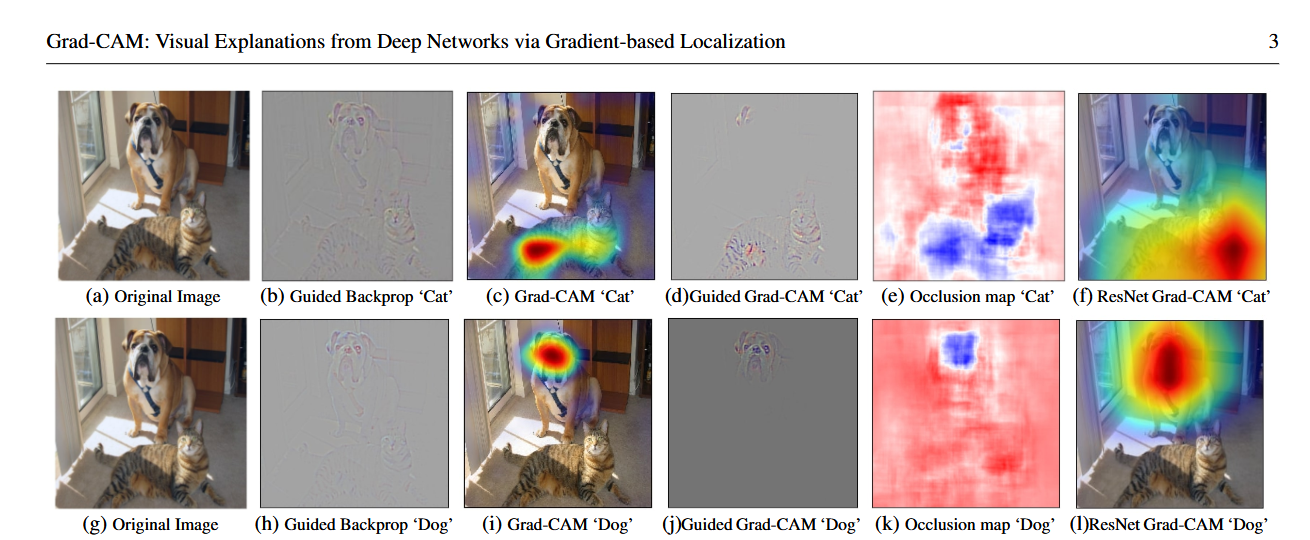 Grad-CAM: Visual Explanations from Deep Networks via Gradient-based Localization 3
(a) Original Image (b) Guided Backprop ‘Cat’ (c) Grad-CAM ‘Cat’ (d)Guided Grad-CAM ‘Cat’ (e) Occlusion map ‘Cat’ (f) ResNet Grad-CAM ‘Cat’
(g) Original Image (h) Guided Backprop ‘Dog’ (i) Grad-CAM ‘Dog’ (j)Guided Grad-CAM ‘Dog’ (k) Occlusion map ‘Dog’ (l)ResNet Grad-CAM ‘Dog’